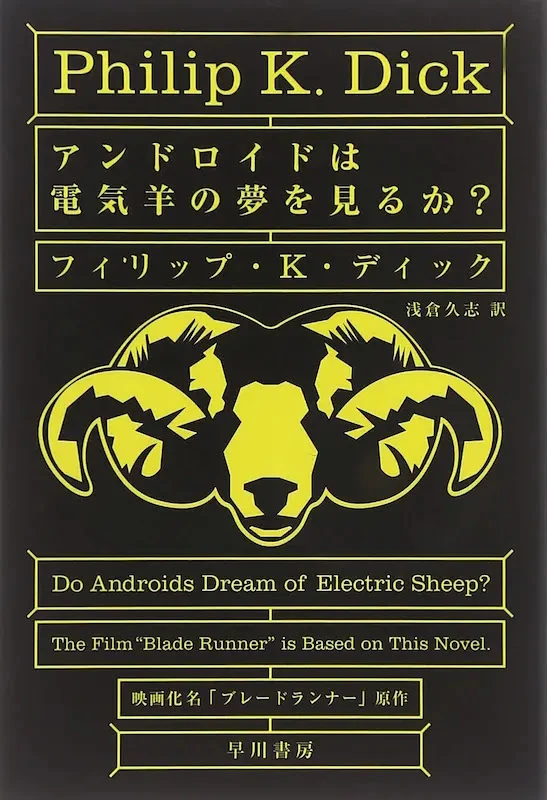 Philip K. Dick
アンドロイドは
電気羊の夢を見るか？
フィリップ・K・ディック
浅倉久志 訳
Do Androids Dream of Electric Sheep?
The Film “Blade Runner” is Based on This Novel.
映画化名「ブレードランナー」原作
早川書房